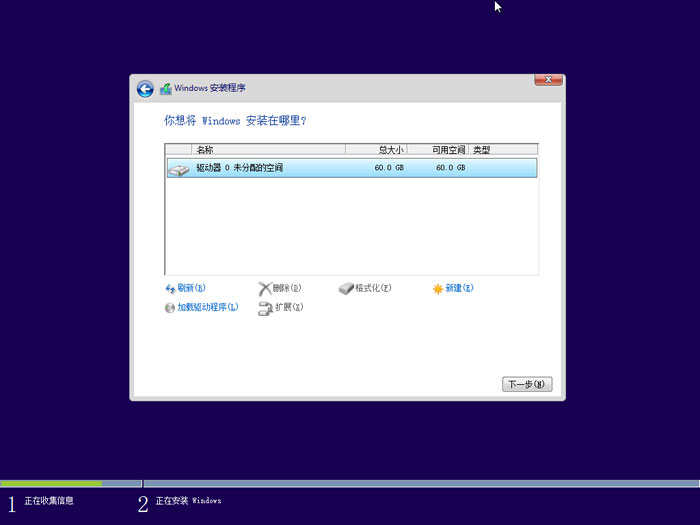 Windows 安装程序
你想将 Windows 安装在哪里?
名称 总大小 可用空间 类型
驱动器 0 未分配的空间 60.0 GB 60.0 GB
刷新(R) 删除(D) 格式化(F) 新建(E)
加载驱动程序(L) 扩展(X)
下一步(N)
1 正在收集信息 2 正在安装 Windows